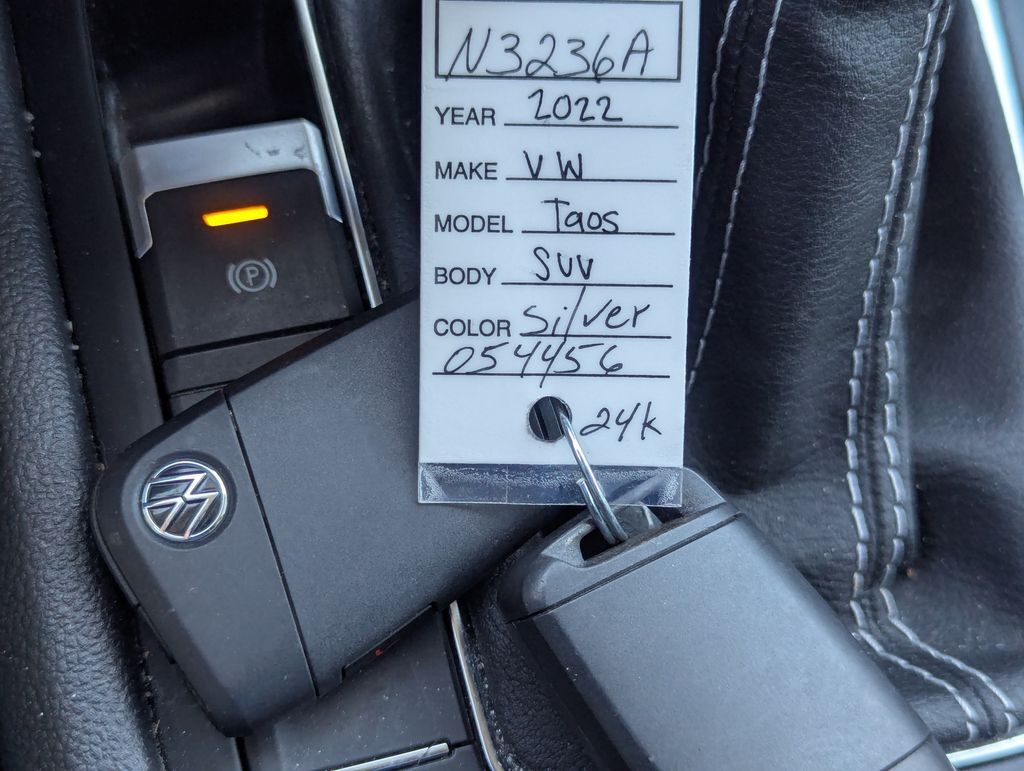 N3236A
YEAR 2022
MAKE VW
MODEL Taos
BODY SUV
COLOR Silver
054456
24k
P